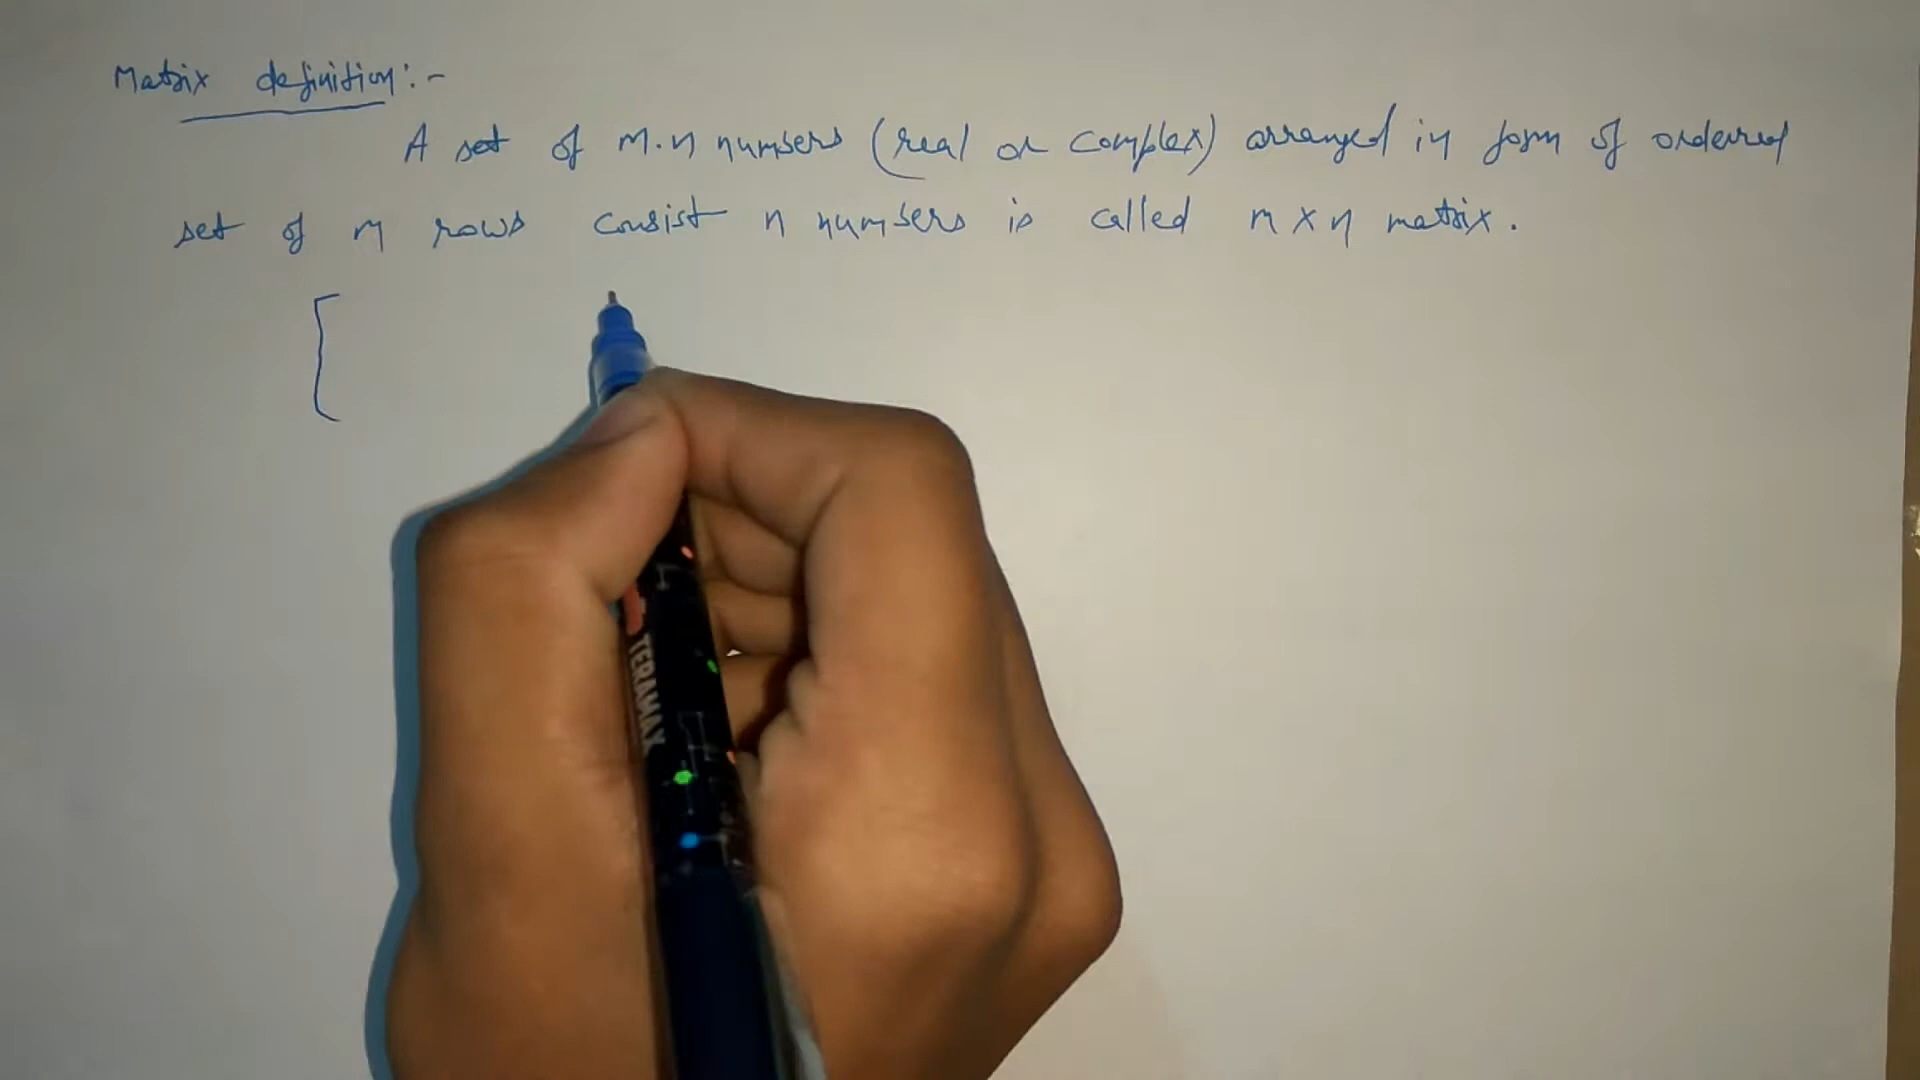 Matrix definition:-
A set of m.n numbers (real or complex) arranged in form of ordered
set of m rows consist n numbers is called m x n matrix.
[
TERAMAX